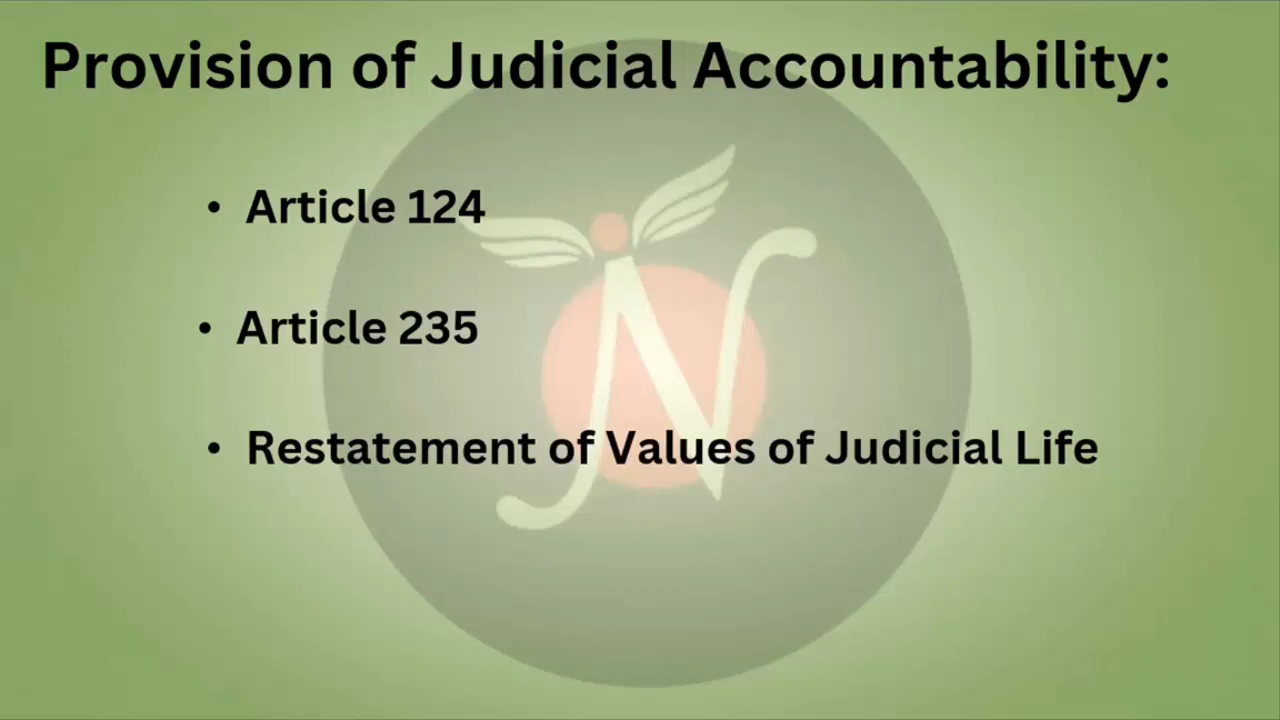 Provision of Judicial Accountability:
• Article 124
• Article 235
• Restatement of Values of Judicial Life